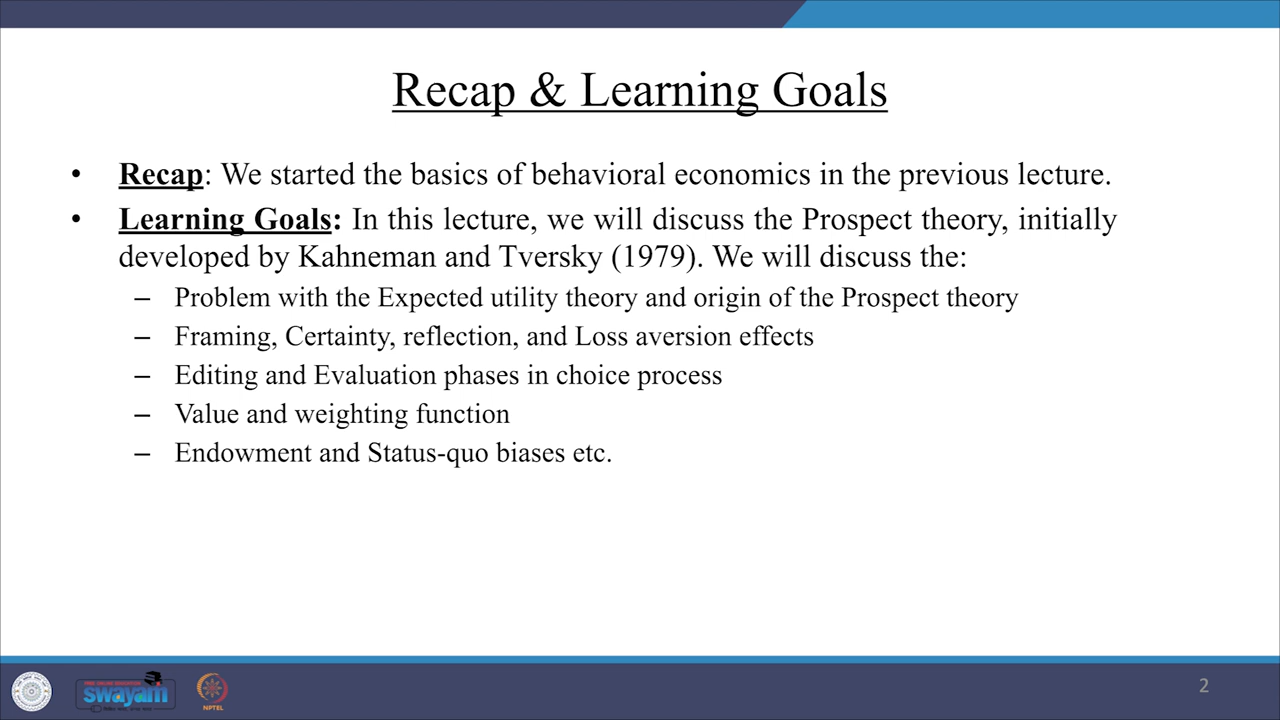 Recap & Learning Goals
• Recap: We started the basics of behavioral economics in the previous lecture.
• Learning Goals: In this lecture, we will discuss the Prospect theory, initially
developed by Kahneman and Tversky (1979). We will discuss the:
– Problem with the Expected utility theory and origin of the Prospect theory
– Framing, Certainty, reflection, and Loss aversion effects
– Editing and Evaluation phases in choice process
– Value and weighting function
– Endowment and Status-quo biases etc.
swayam
NPTEL
2